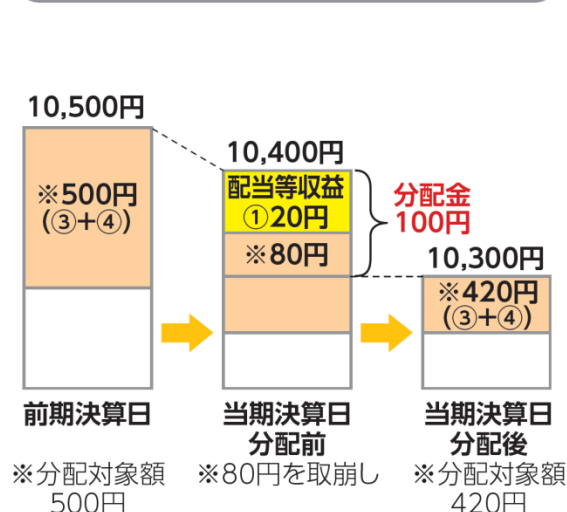 10,500円
※500円
(③+④)
10,400円
配当等収益
①20円
※80円
分配金
100円
10,300円
※420円
(③+④)
前期決算日
※分配対象額
500円
当期決算日
分配前
※80円を取崩し
当期決算日
分配後
※分配対象額
420円